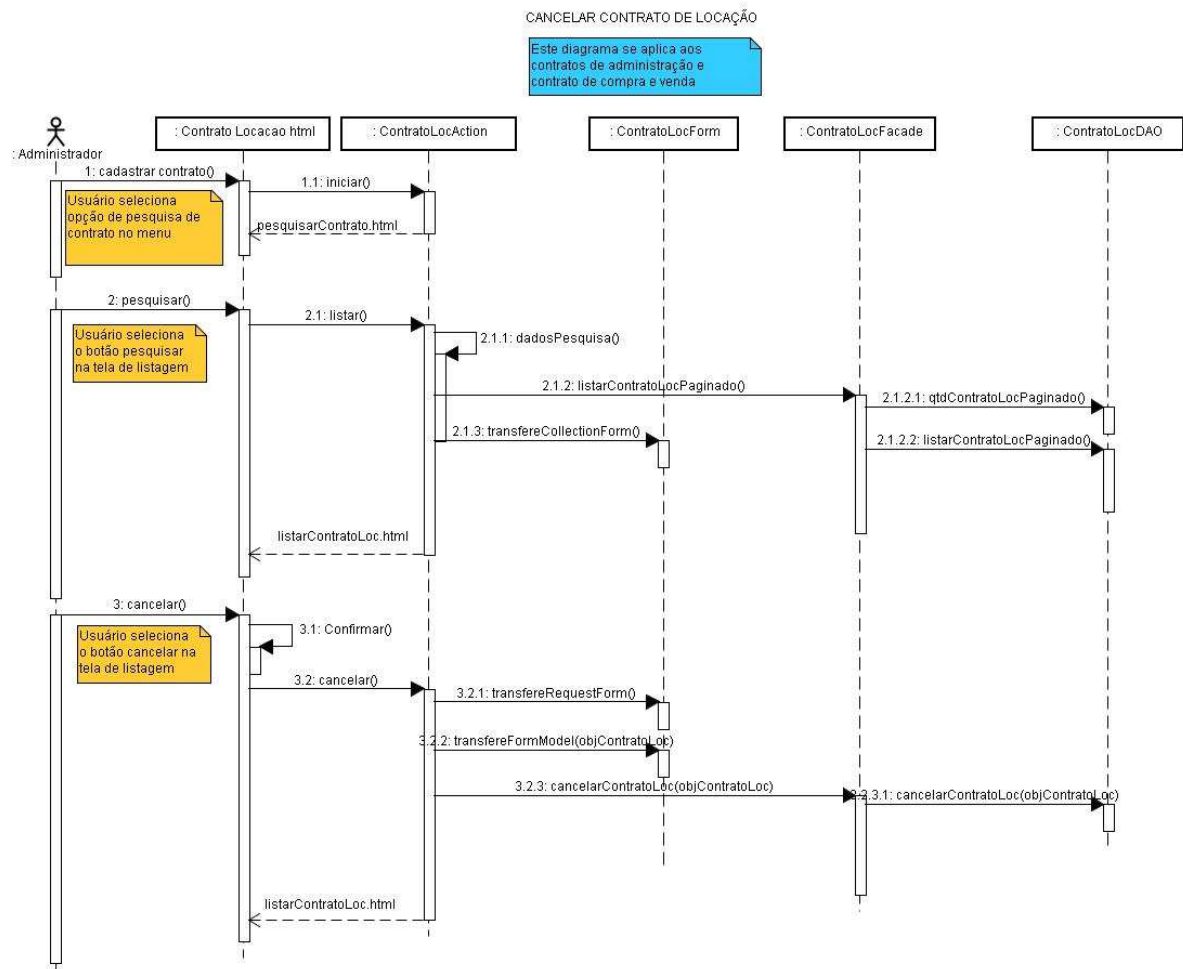 CANCELAR CONTRATO DE LOCAÇÃO
Este diagrama se aplica aos
contratos de administração e
contrato de compra e venda
: Administrador
: Contrato Locacao html
: ContratoLocAction
: ContratoLocForm
: ContratoLocFacade
: ContratoLocDAO
1: cadastrar contrato()
1.1: iniciar()
Usuário seleciona
opção de pesquisa de
contrato no menu
pesquisarContrato.html
2: pesquisar()
2.1: listar()
Usuário seleciona
o botão pesquisar
na tela de listagem
2.1.1: dadosPesquisa()
2.1.2: listarContratoLocPaginado()
2.1.2.1: qtdContratoLocPaginado()
2.1.3: transfereCollectionForm()
2.1.2.2: listarContratoLocPaginado()
listarContratoLoc.html
3: cancelar()
3.1: Confirmar()
Usuário seleciona
o botão cancelar na
tela de listagem
3.2: cancelar()
3.2.1: transfereRequestForm()
3.2.2: transfereFormModel(objContratoLoc)
3.2.3: cancelarContratoLoc(objContratoLoc)
3.2.3.1: cancelarContratoLoc(objContratoLoc)
listarContratoLoc.html